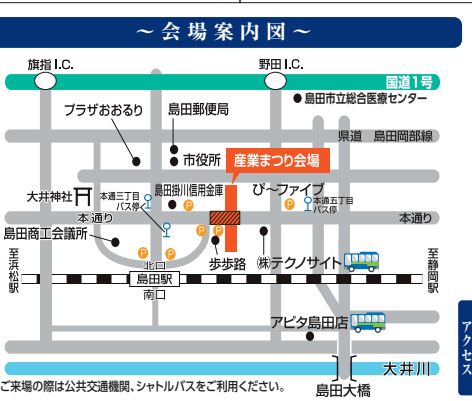 ～会場案内図～
旗指I.C.
野田I.C.
国道1号
島田市立総合医療センター
プラザおおるり
島田郵便局
県道 島田岡部線
市役所
産業まつり会場
大井神社
本通三丁目
バス停
島田掛川信用金庫
ぴ～ファイブ
P
P
本通五丁目
バス停
本通り
本通り
島田商工会議所
P
P
P
P
歩歩路
㈱テクノサイト
至浜松駅
北口
島田駅
南口
至静岡駅
アピタ島田店
アクセス
大井川
ご来場の際は公共交通機関、シャトルバスをご利用ください。
島田大橋